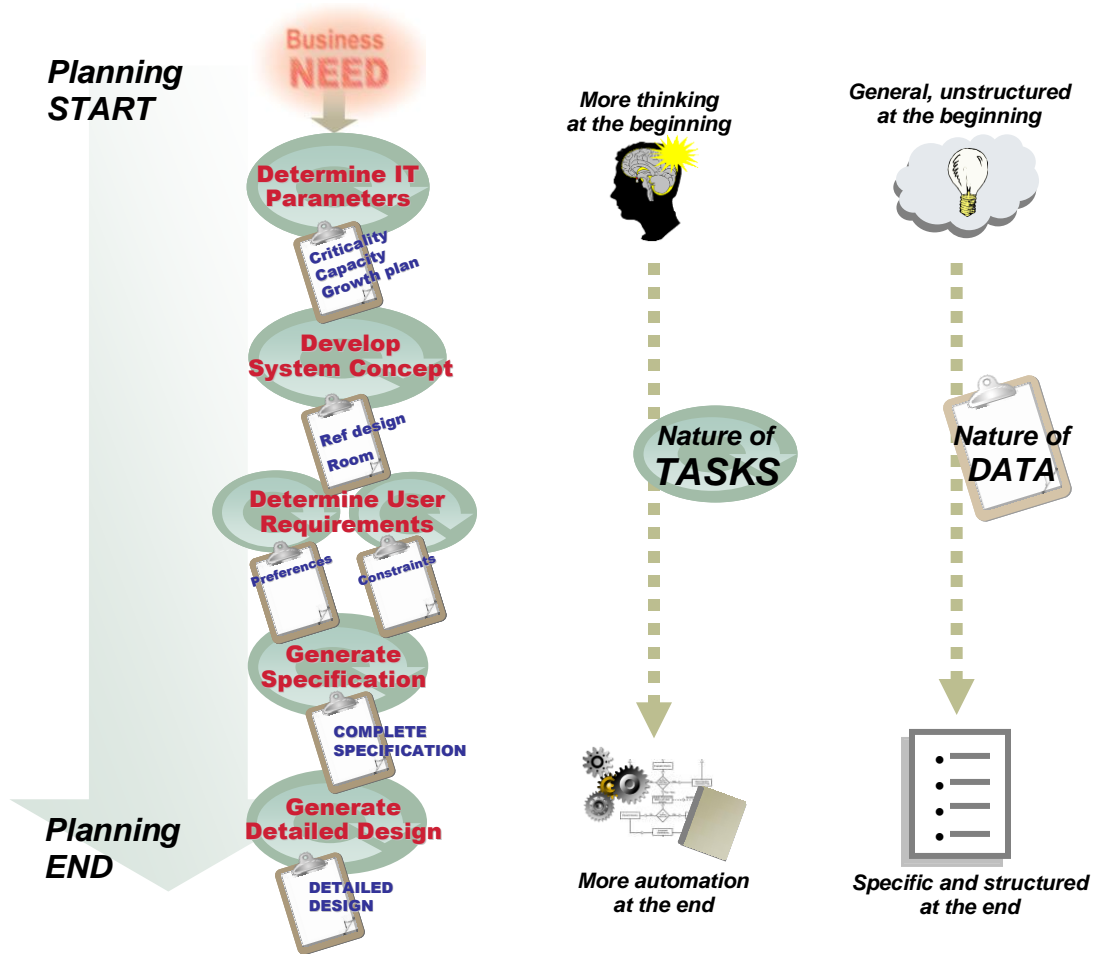 Business
NEED
Planning
START
Determine IT
Parameters
Criticality
Capacity
Growth plan
Develop
System Concept
Ref design
Room
Determine User
Requirements
Preferences
Constraints
Generate
Specification
COMPLETE
SPECIFICATION
Generate
Detailed Design
DETAILED
DESIGN
Planning
END
More thinking
at the beginning
Nature of
TASKS
More automation
at the end
General, unstructured
at the beginning
Nature of
DATA
Specific and structured
at the end